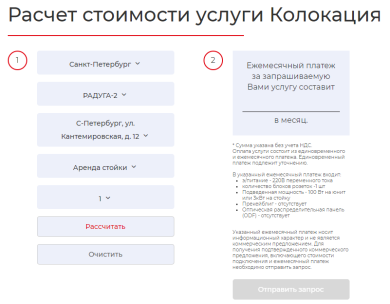 Расчет стоимости услуги Колокация
1
Санкт-Петербург
РАДУГА-2
С-Петербург, ул.
Кантемировская, д. 12
Аренда стойки
1
Рассчитать
Очистить
2
Ежемесячный платеж
за запрашиваемую
Вами услугу составит
в месяц.
* Сумма указана без учета НДС.
Оплата услуги состоит из единовременного
и ежемесячного платежа. Единовременный
платеж подлежит уточнению.
В указанный ежемесячный платеж входит:
• э/питание - 220В переменного тока
• количество блоков розеток -1 шт
• Подведенная мощность - 100 Вт на юнит
или 3кВт на стойку
• Прекаблинг - отсутствует
• Оптическая распределительная панель
(ODF) - отсутствует
Указанный ежемесячный платеж носит
информационный характер и не является
коммерческим предложением. Для
получения подтвержденного коммерческого
предложения, включающего стоимости
подключения и ежемесячный платеж
необходимо отправить запрос.
Отправить запрос